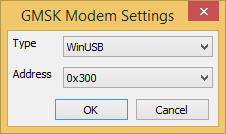 GMSK Modem Settings
Type WinUSB
Address 0x300
OK Cancel